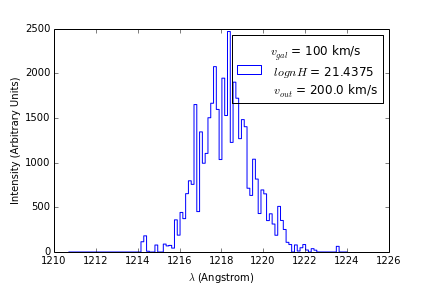 2500
2000
1500
1000
500
0
Intensity (Arbitrary Units)
v_gal = 100 km/s
lognH = 21.4375
v_out = 200.0 km/s
1210 1212 1214 1216 1218 1220 1222 1224 1226
λ (Angstrom)